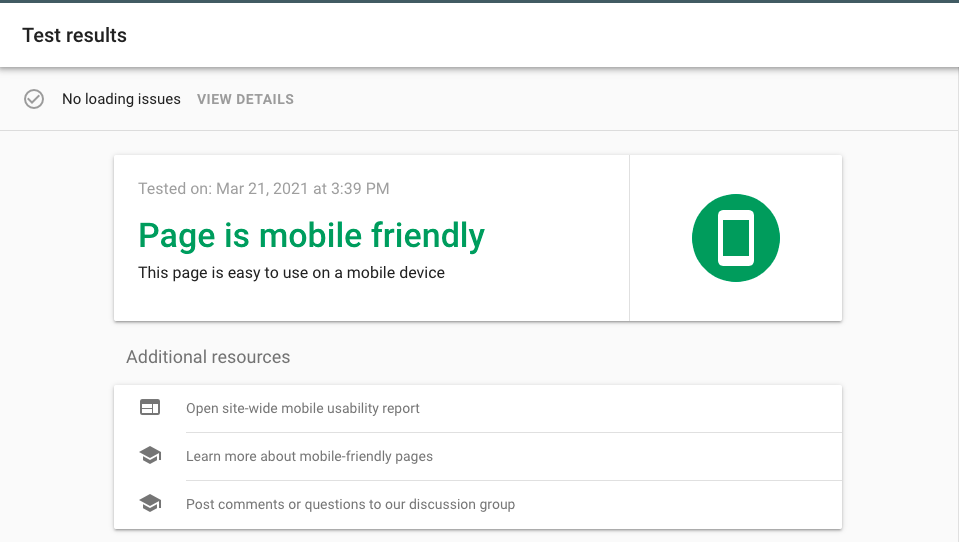 Test results
No loading issues VIEW DETAILS
Tested on: Mar 21, 2021 at 3:39 PM
Page is mobile friendly
This page is easy to use on a mobile device
Additional resources
Open site-wide mobile usability report
Learn more about mobile-friendly pages
Post comments or questions to our discussion group